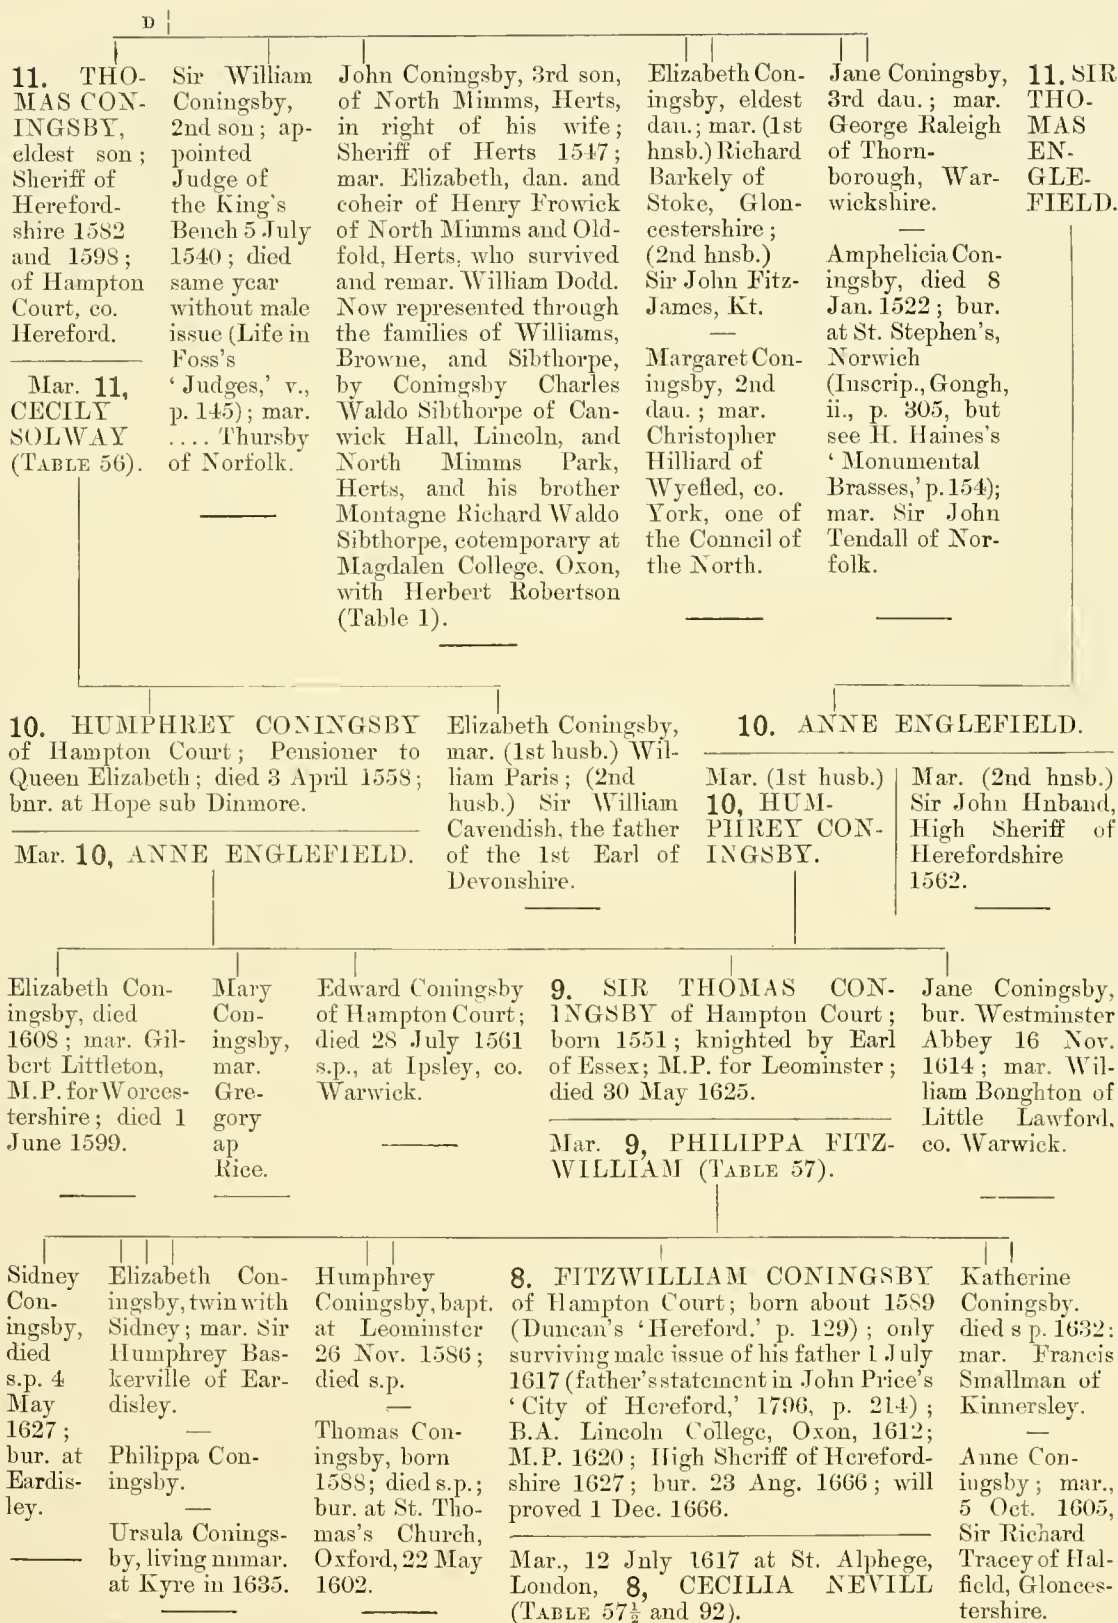 D
11. THO-
MAS CON-
INGSBY,
eldest son;
Sheriff of
Hereford-
shire 1582
and 1598;
of Hampton
Court, co.
Hereford.
Mar. 11,
CECILY
SOLWAY
(TABLE 56).
Sir William
Coningsby,
2nd son; ap-
pointed
Judge of
the King's
Bench 5 July
1540; died
same year
without male
issue (Life in
Foss's
'Judges,' v.,
p. 145); mar.
.... Thursby
of Norfolk.
John Coningsby, 3rd son,
of North Mimms, Herts,
in right of his wife;
Sheriff of Herts 1547;
mar. Elizabeth, dau. and
coheir of Henry Frowick
of North Mimms and Old-
fold, Herts, who survived
and remar. William Dodd.
Now represented through
the families of Williams,
Browne, and Sibthorpe,
by Coningsby Charles
Waldo Sibthorpe of Can-
wick Hall, Lincoln, and
North Mimms Park,
Herts, and his brother
Montague Richard Waldo
Sibthorpe, cotemporary at
Magdalen College, Oxon,
with Herbert Robertson
(Table 1).
Elizabeth Con-
ingsby, eldest
dau.; mar. (1st
husb.) Richard
Barkely of
Stoke, Glou-
cestershire;
(2nd husb.)
Sir John Fitz-
James, Kt.
—
Margaret Con-
ingsby, 2nd
dau.; mar.
Christopher
Hilliard of
Wyefled, co.
York, one of
the Council of
the North.
Jane Coningsby,
3rd dau.; mar.
George Raleigh
of Thorn-
borough, War-
wickshire.
—
Amphelicia Con-
ingsby, died 8
Jan. 1522; bur.
at St. Stephen's,
Norwich
(Inscrip., Gough,
ii., p. 305, but
see H. Haines's
'Monumental
Brasses,' p. 154);
mar. Sir John
Tendall of Nor-
folk.
11. SIR
THO-
MAS
EN-
GLE-
FIELD.
10. HUMPHREY CONINGSBY
of Hampton Court; Pensioner to
Queen Elizabeth; died 3 April 1558;
bur. at Hope sub Dinmore.
Mar. 10, ANNE ENGLEFIELD.
Elizabeth Coningsby,
mar. (1st husb.) Wil-
liam Paris; (2nd
husb.) Sir William
Cavendish, the father
of the 1st Earl of
Devonshire.
10. ANNE ENGLEFIELD.
Mar. (1st husb.)
10, HUM-
PHREY CON-
INGSBY.
Mar. (2nd husb.)
Sir John Huband,
High Sheriff of
Herefordshire
1562.
Elizabeth Con-
ingsby, died
1608; mar. Gil-
bert Littleton,
M.P. for Worces-
tershire; died 1
June 1599.
Mary
Con-
ingsby,
mar.
Gre-
gory
ap
Rice.
Edward Coningsby
of Hampton Court;
died 28 July 1561
s.p., at Ipsley, co.
Warwick.
9. SIR THOMAS CON-
INGSBY of Hampton Court;
born 1551; knighted by Earl
of Essex; M.P. for Leominster;
died 30 May 1625.
Mar. 9, PHILIPPA FITZ-
WILLIAM (TABLE 57).
Jane Coningsby,
bur. Westminster
Abbey 16 Nov.
1614; mar. Wil-
liam Boughton of
Little Lawford,
co. Warwick.
Sidney
Con-
ingsby,
died
s.p. 4
May
1627;
bur. at
Eardis-
ley.
Elizabeth Con-
ingsby, twin with
Sidney; mar. Sir
Humphrey Bas-
kerville of Ear-
disley.
—
Philippa Con-
ingsby.
—
Ursula Conings-
by, living unmar.
at Kyre in 1635.
Humphrey
Coningsby, bapt.
at Leominster
26 Nov. 1586;
died s.p.
—
Thomas Con-
ingsby, born
1588; died s.p.;
bur. at St. Tho-
mas's Church,
Oxford, 22 May
1602.
8. FITZWILLIAM CONINGSBY
of Hampton Court; born about 1589
(Duncan's 'Hereford.' p. 129); only
surviving male issue of his father 1 July
1617 (father's statement in John Price's
'City of Hereford,' 1796, p. 214);
B.A. Lincoln College, Oxon, 1612;
M.P. 1620; High Sheriff of Hereford-
shire 1627; bur. 23 Aug. 1666; will
proved 1 Dec. 1666.
Mar., 12 July 1617 at St. Alphege,
London, 8, CECILIA NEVILL
(TABLE 57½ and 92).
Katherine
Coningsby.
died s p. 1632:
mar. Francis
Smallman of
Kinnersley.
—
Anne Con-
ingsby; mar.,
5 Oct. 1605,
Sir Richard
Tracey of Hal-
field, Glouces-
tershire.